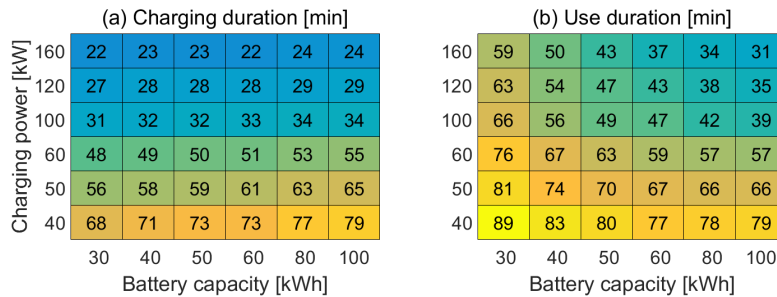 (a) Charging duration [min]
Charging power [kW]
160 22 23 23 22 24 24
120 27 28 28 28 29 29
100 31 32 32 33 34 34
60 48 49 50 51 53 55
50 56 58 59 61 63 65
40 68 71 73 73 77 79
30 40 50 60 80 100
Battery capacity [kWh]
(b) Use duration [min]
160 59 50 43 37 34 31
120 63 54 47 43 38 35
100 66 56 49 47 42 39
60 76 67 63 59 57 57
50 81 74 70 67 66 66
40 89 83 80 77 78 79
30 40 50 60 80 100
Battery capacity [kWh]